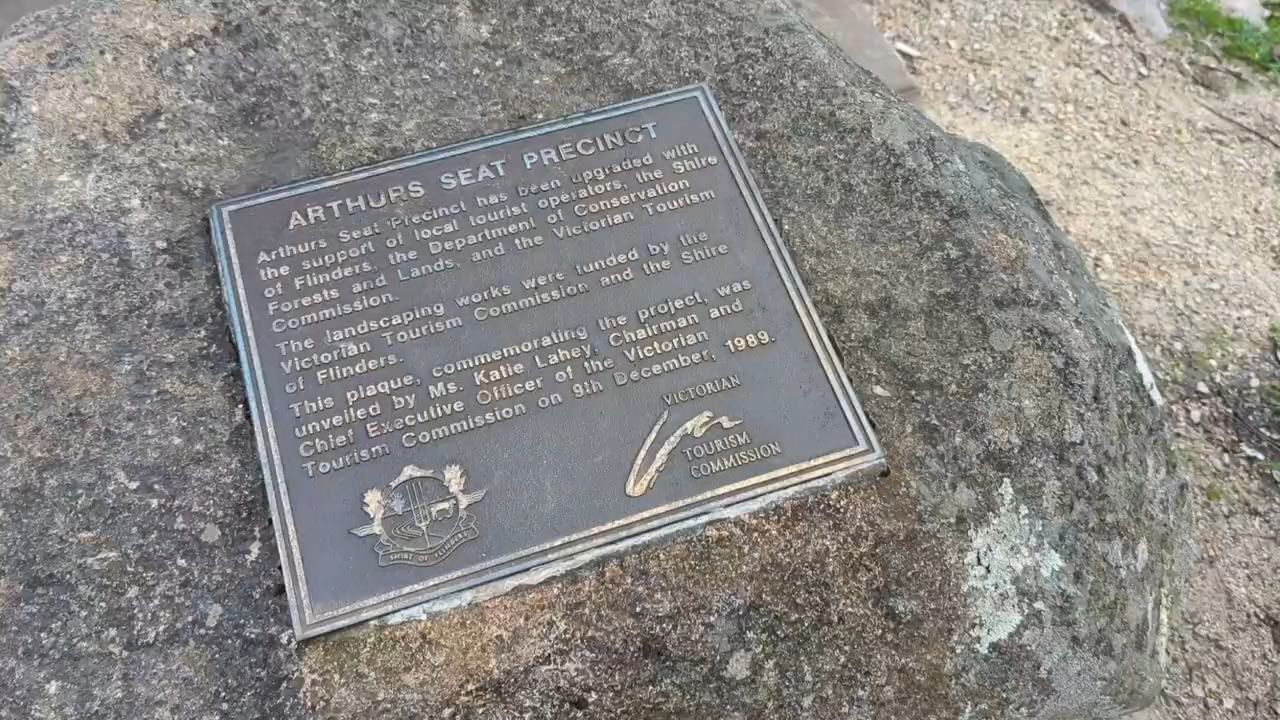 ARTHURS SEAT PRECINCT
Arthurs Seat Precinct has been upgraded with
the support of local tourist operators, the Shire
of Flinders, the Department of Conservation
Forests and Lands, and the Victorian Tourism
Commission.
The landscaping works were funded by the
Victorian Tourism Commission and the Shire
of Flinders.
This plaque, commemorating the project, was
unveiled by Ms. Katie Lahey, Chairman and
Chief Executive Officer of the Victorian
Tourism Commission on 9th December, 1989.
VICTORIAN
TOURISM
COMMISSION
SHIRE OF FLINDERS